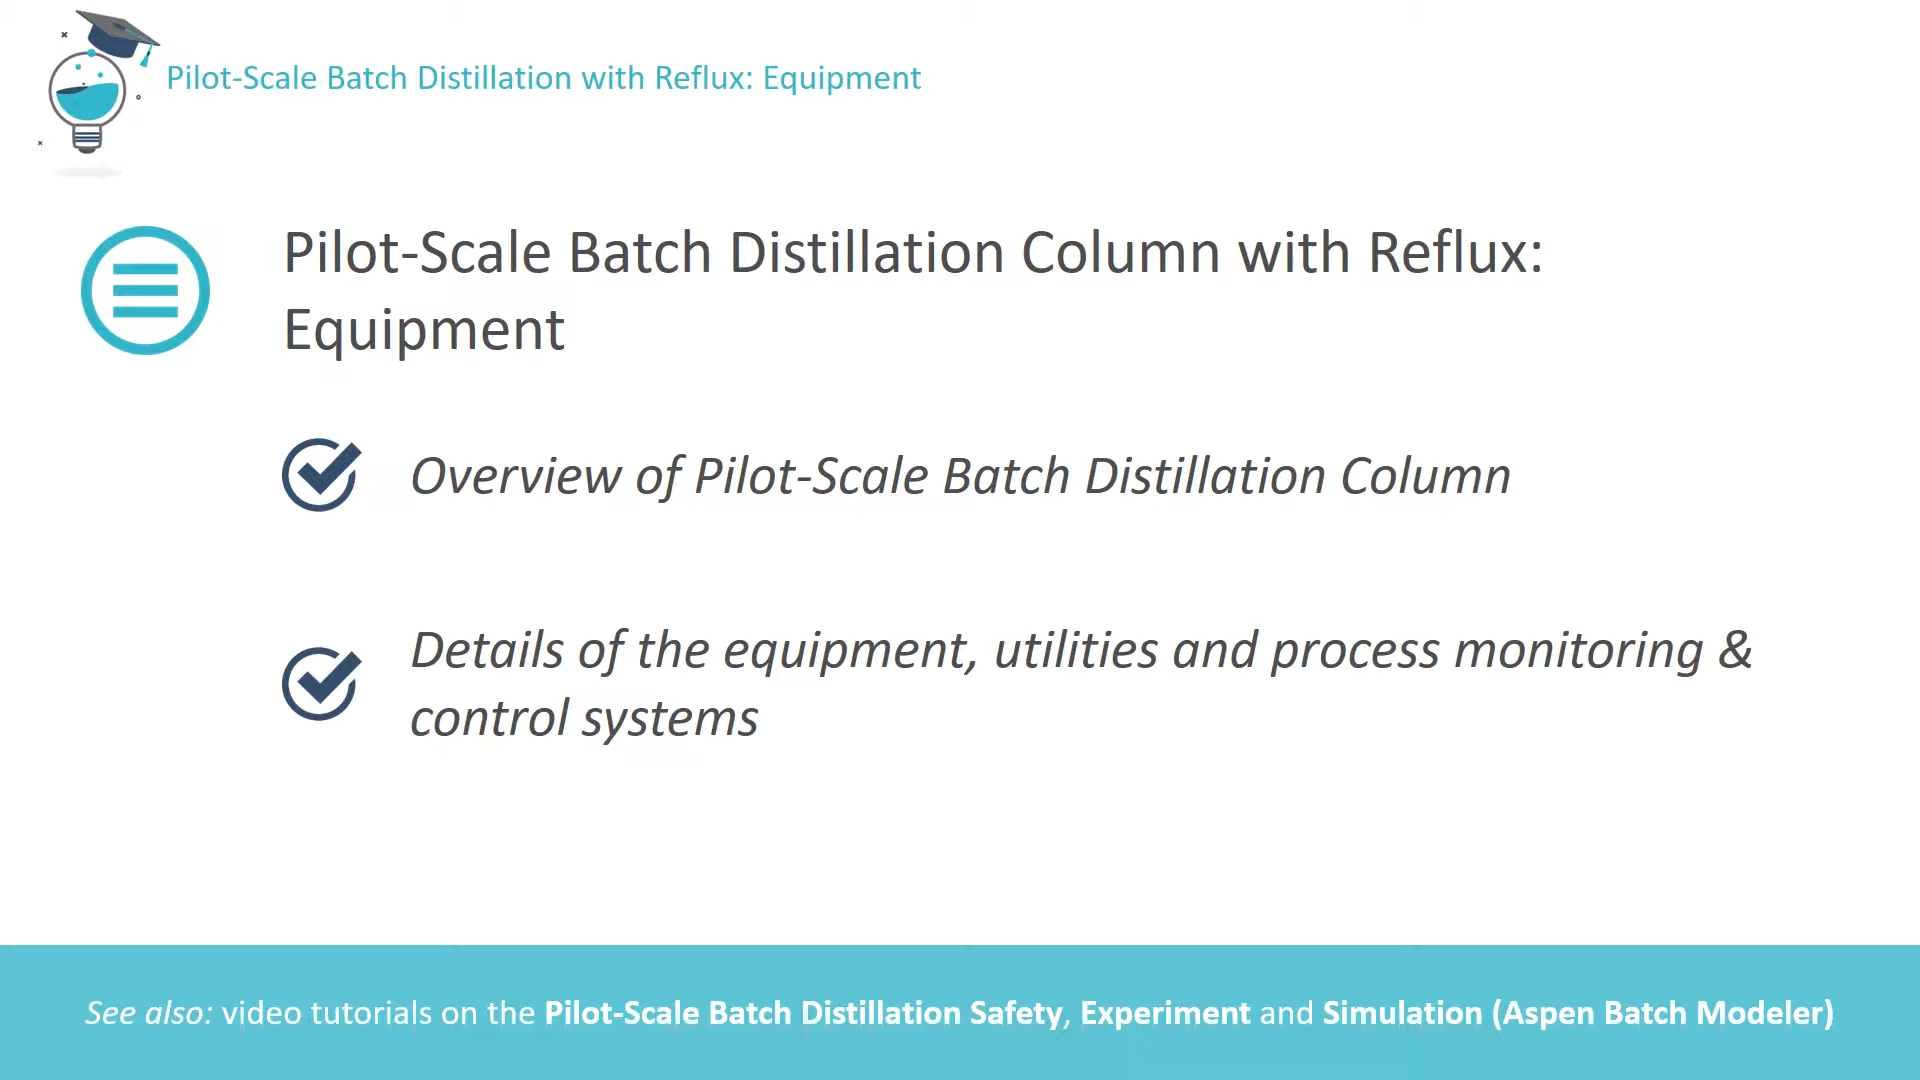 Pilot-Scale Batch Distillation with Reflux: Equipment
Pilot-Scale Batch Distillation Column with Reflux:
Equipment
Overview of Pilot-Scale Batch Distillation Column
Details of the equipment, utilities and process monitoring &
control systems
See also: video tutorials on the Pilot-Scale Batch Distillation Safety, Experiment and Simulation (Aspen Batch Modeler)